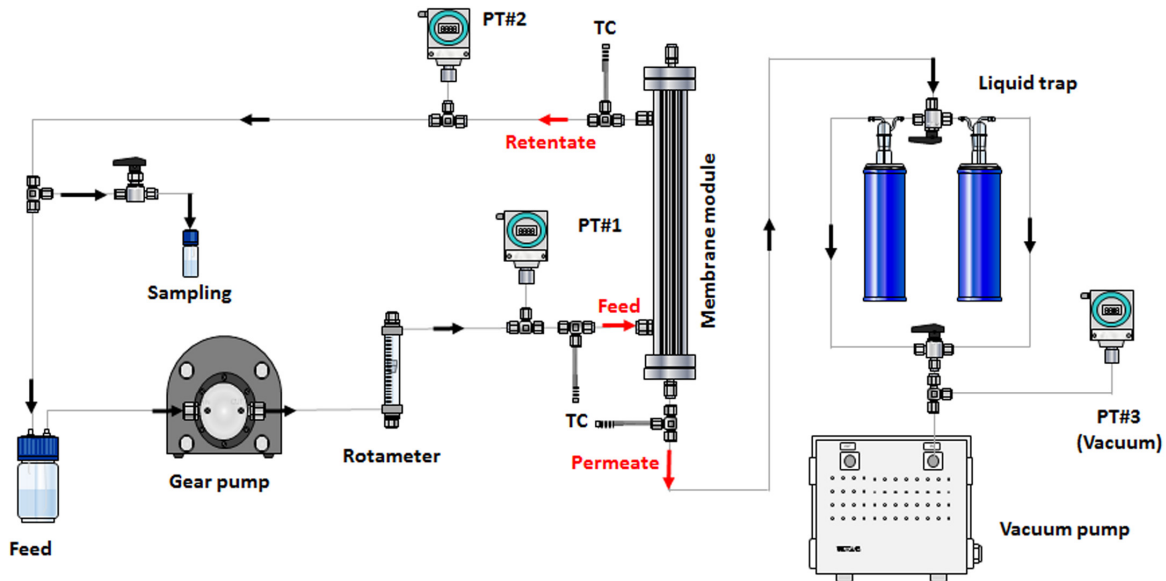 PT#2
TC
Liquid trap
Retentate
Membrane module
PT#1
Sampling
Feed
Rotameter
TC
PT#3
(Vacuum)
Gear pump
Permeate
Vacuum pump
Feed